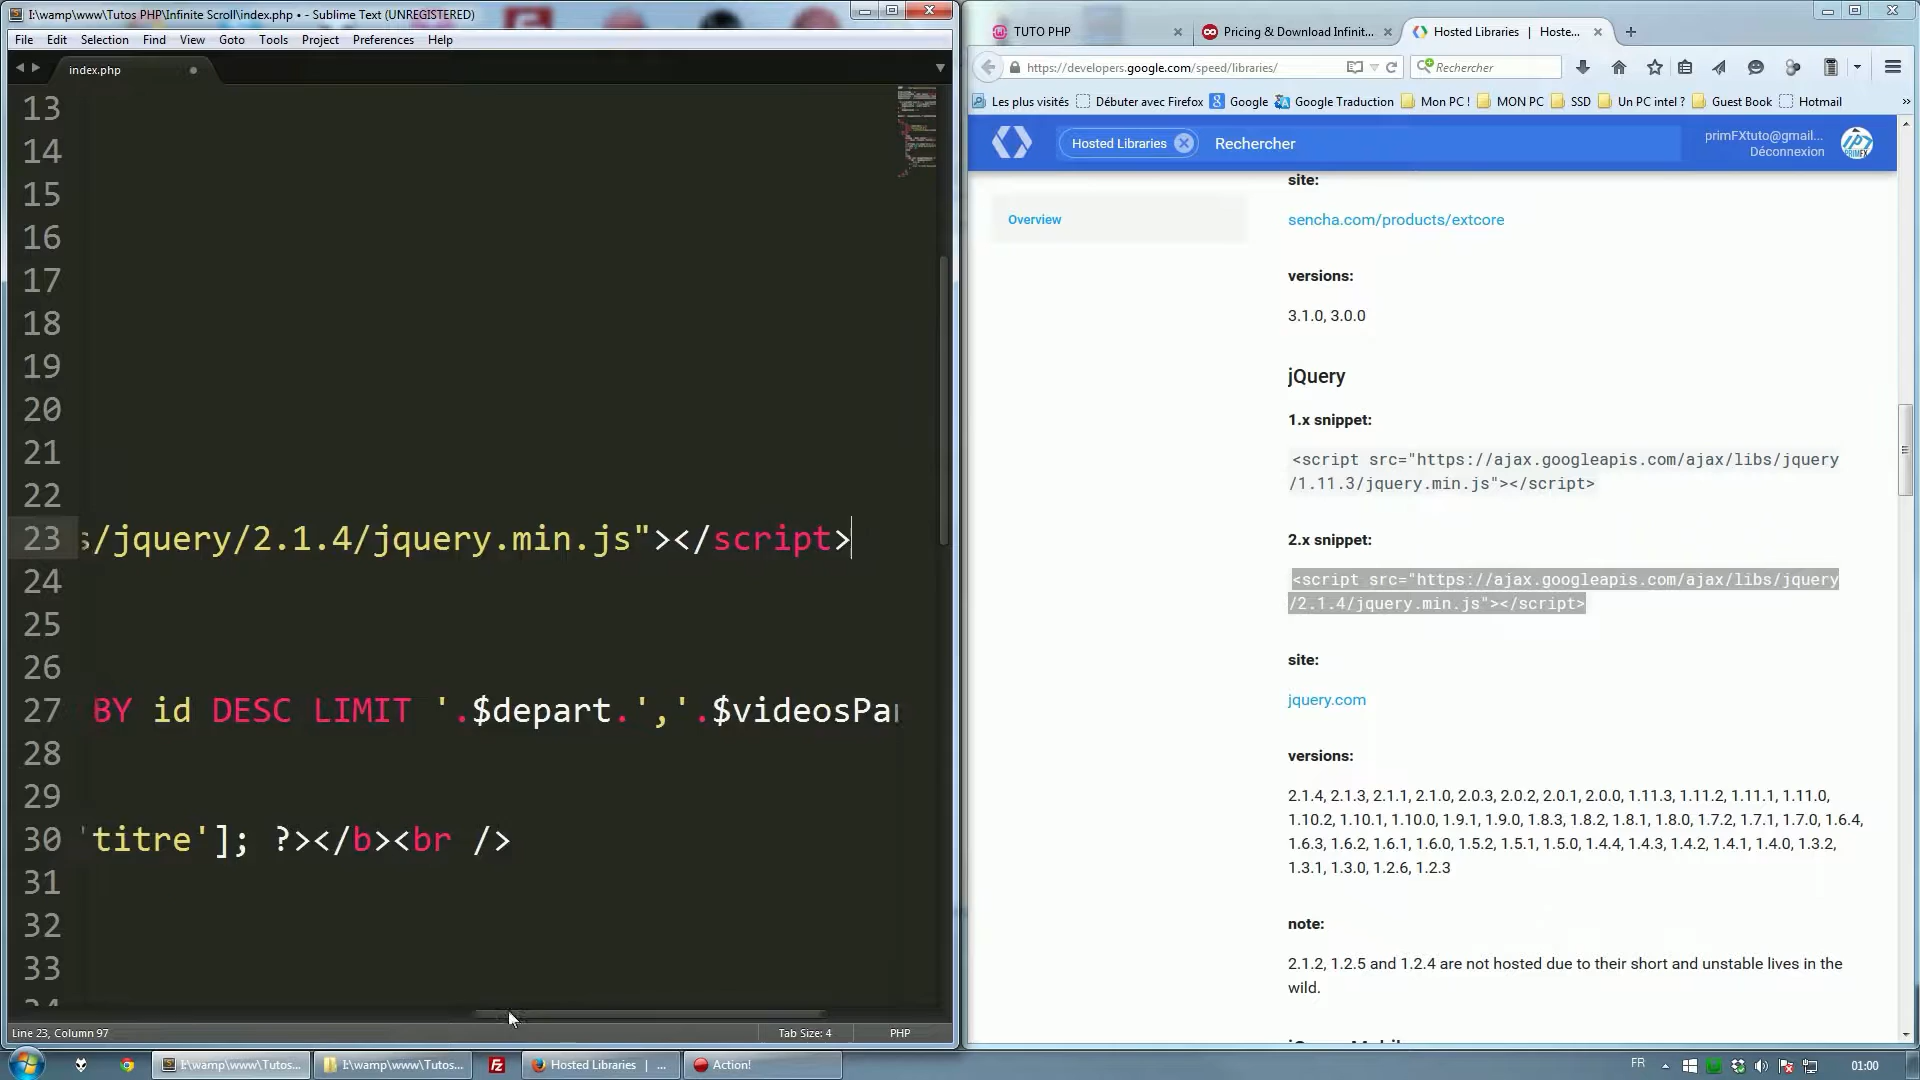 I:\wamp\www\Tutos PHP\Infinite Scroll\index.php • - Sublime Text (UNREGISTERED)
File Edit Selection Find View Goto Tools Project Preferences Help
index.php
13
14
15
16
17
18
19
20
21
22
23 s/jquery/2.1.4/jquery.min.js"></script>
24
25
26
27 BY id DESC LIMIT '.$depart.','.$videosPar
28
29
30 'titre']; ?></b><br />
31
32
33
34
Line 23, Column 97 Tab Size: 4 PHP
TUTO PHP Pricing & Download Infinit... Hosted Libraries | Hoste...
https://developers.google.com/speed/libraries/ Rechercher
Les plus visités Débuter avec Firefox Google Google Traduction Mon PC ! MON PC SSD Un PC intel ? Guest Book Hotmail »
Hosted Libraries Rechercher primFXtuto@gmail...
Déconnexion
Overview
site:
sencha.com/products/extcore
versions:
3.1.0, 3.0.0
jQuery
1.x snippet:
<script src="https://ajax.googleapis.com/ajax/libs/jquery
/1.11.3/jquery.min.js"></script>
2.x snippet:
<script src="https://ajax.googleapis.com/ajax/libs/jquery
/2.1.4/jquery.min.js"></script>
site:
jquery.com
versions:
2.1.4, 2.1.3, 2.1.1, 2.1.0, 2.0.3, 2.0.2, 2.0.1, 2.0.0, 1.11.3, 1.11.2, 1.11.1, 1.11.0,
1.10.2, 1.10.1, 1.10.0, 1.9.1, 1.9.0, 1.8.3, 1.8.2, 1.8.1, 1.8.0, 1.7.2, 1.7.1, 1.7.0, 1.6.4,
1.6.3, 1.6.2, 1.6.1, 1.6.0, 1.5.2, 1.5.1, 1.5.0, 1.4.4, 1.4.3, 1.4.2, 1.4.1, 1.4.0, 1.3.2,
1.3.1, 1.3.0, 1.2.6, 1.2.3
note:
2.1.2, 1.2.5 and 1.2.4 are not hosted due to their short and unstable lives in the
wild.
I:\wamp\www\Tutos... I:\wamp\www\Tutos... Fz Hosted Libraries | ... Action! FR 01:00